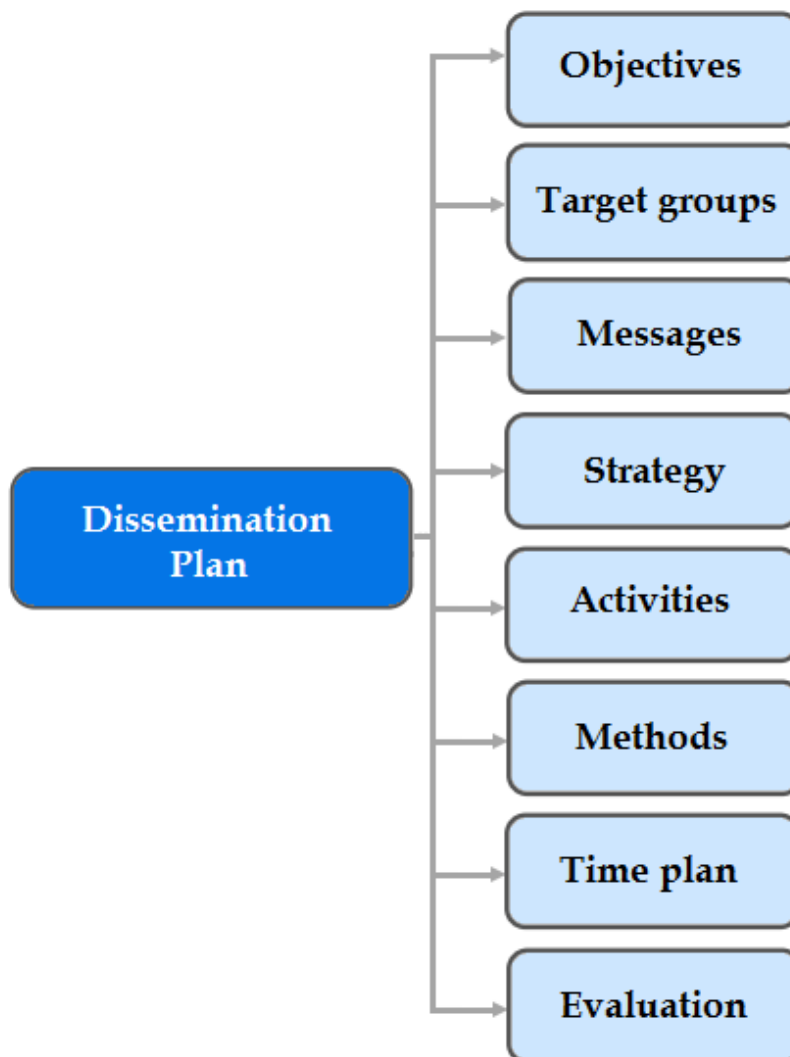 Objectives
Target groups
Messages
Strategy
Dissemination
Plan
Activities
Methods
Time plan
Evaluation